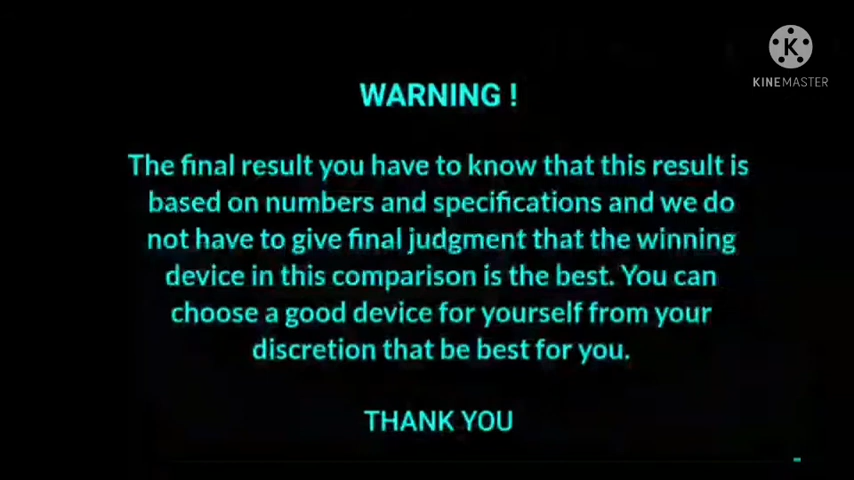 K
KINEMASTER
WARNING !
The final result you have to know that this result is
based on numbers and specifications and we do
not have to give final judgment that the winning
device in this comparison is the best. You can
choose a good device for yourself from your
discretion that be best for you.
THANK YOU